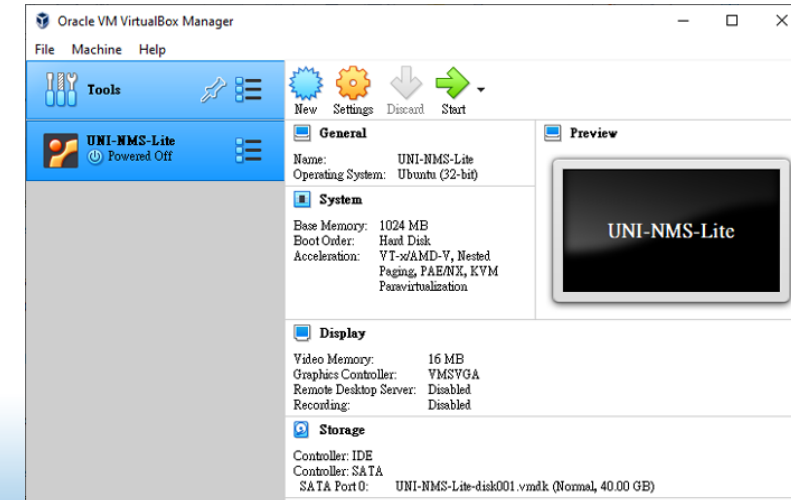 Oracle VM VirtualBox Manager
File Machine Help
Tools
New Settings Discard Start
UNI-NMS-Lite
Powered Off
General
Name: UNI-NMS-Lite
Operating System: Ubuntu (32-bit)
Preview
UNI-NMS-Lite
System
Base Memory: 1024 MB
Boot Order: Hard Disk
Acceleration: VT-x/AMD-V, Nested
Paging, PAE/NX, KVM
Paravirtualization
Display
Video Memory: 16 MB
Graphics Controller: VMSVGA
Remote Desktop Server: Disabled
Recording: Disabled
Storage
Controller: IDE
Controller: SATA
SATA Port 0: UNI-NMS-Lite-disk001.vmdk (Normal, 40.00 GB)